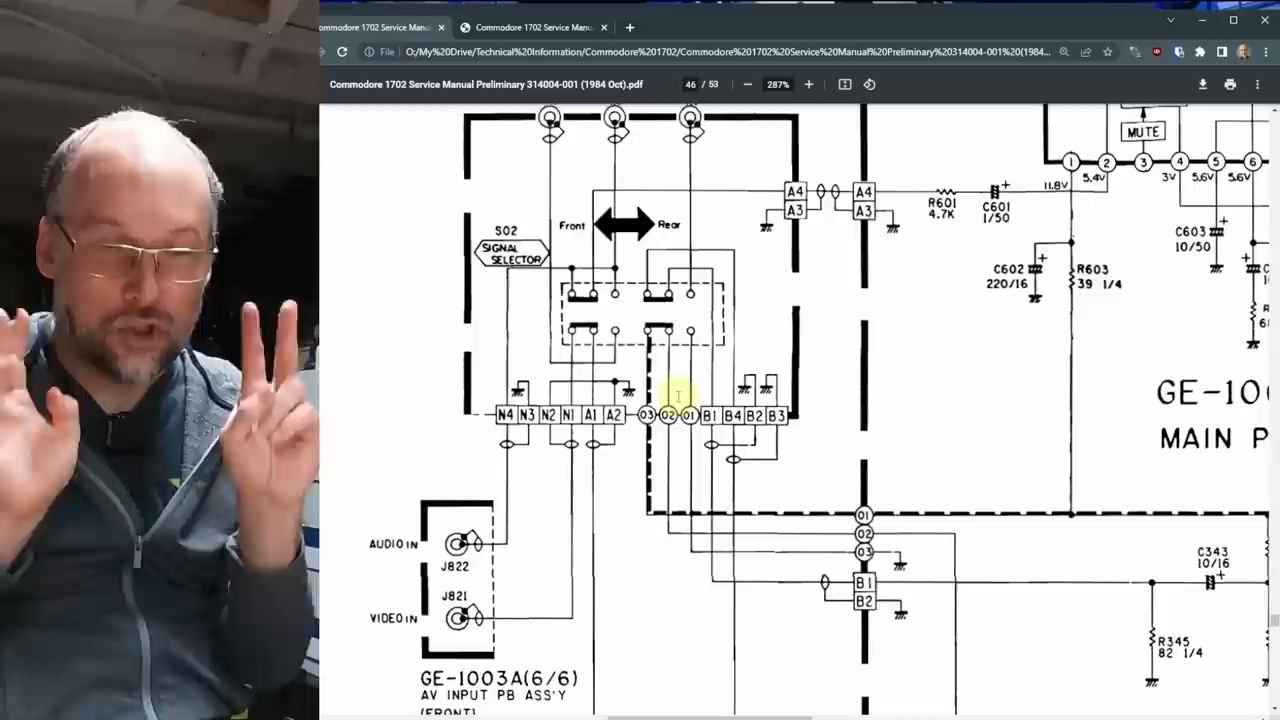 ommodore 1702 Service Manu
Commodore 1702 Service Manu
File
O:/My%20Drive/Technical%20Information/Commodore%201702/Commodore%201702%20Service%20Manual%20Preliminary%20314004-001%20(1984...
Commodore 1702 Service Manual Preliminary 314004-001 (1984 Oct).pdf
46 / 53
287%
MUTE
1 2 3 4 5 6
11.8V 5.4V 3V 5.6V 5.6V
A4 A4
A3 A3
R601
4.7K
C601
1/50
Front Rear
S02
SIGNAL
SELECTOR
C602
220/16
R603
39 1/4
C603
10/50
N4 N3 N2 N1 A1 A2 03 02 01 B1 B4 B2 B3
GE-100
MAIN P
01
02
03
B1
B2
AUDIO IN
J822
J821
VIDEO IN
C343
10/16
R345
82 1/4
GE-1003A(6/6)
AV INPUT PB ASS'Y
(FRONT)